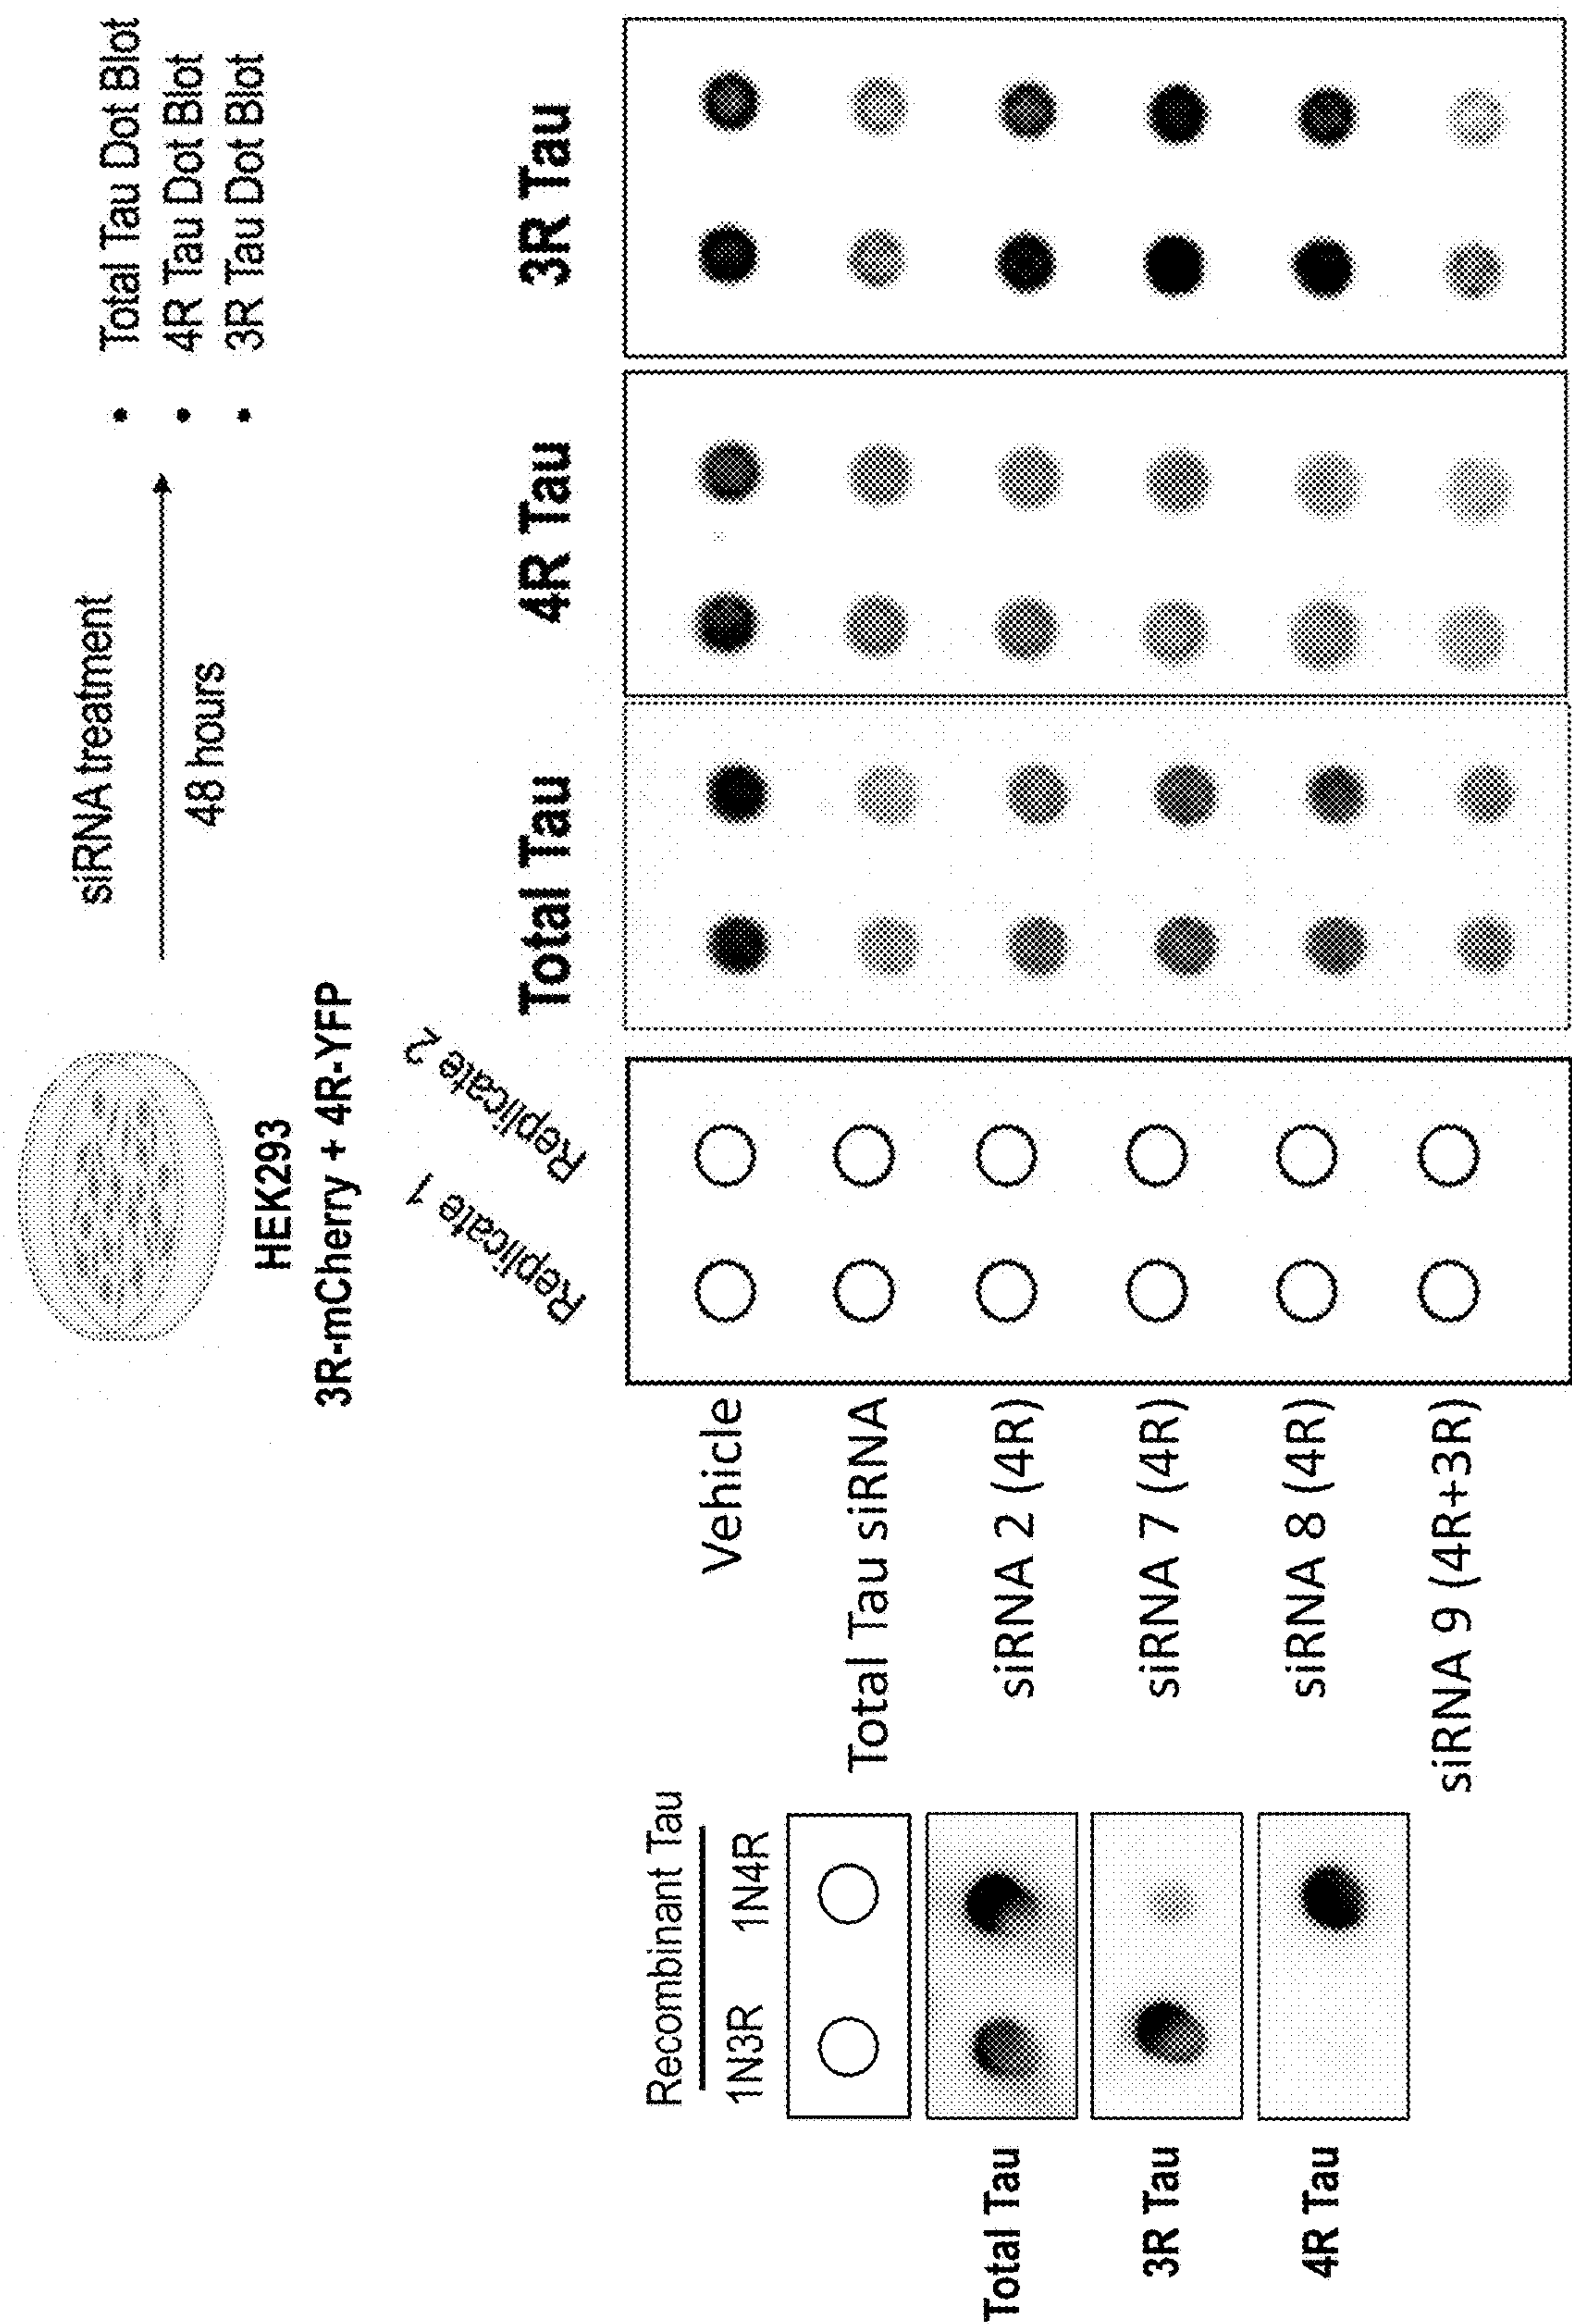 HEK293
3R-mCherry + 4R-YFP
siRNA treatment
48 hours
• Total Tau Dot Blot
• 4R Tau Dot Blot
• 3R Tau Dot Blot
Recombinant Tau
1N3R 1N4R
Total Tau
3R Tau
4R Tau
Replicate 1
Replicate 2
Total Tau
4R Tau
3R Tau
Vehicle
Total Tau siRNA
siRNA 2 (4R)
siRNA 7 (4R)
siRNA 8 (4R)
siRNA 9 (4R+3R)